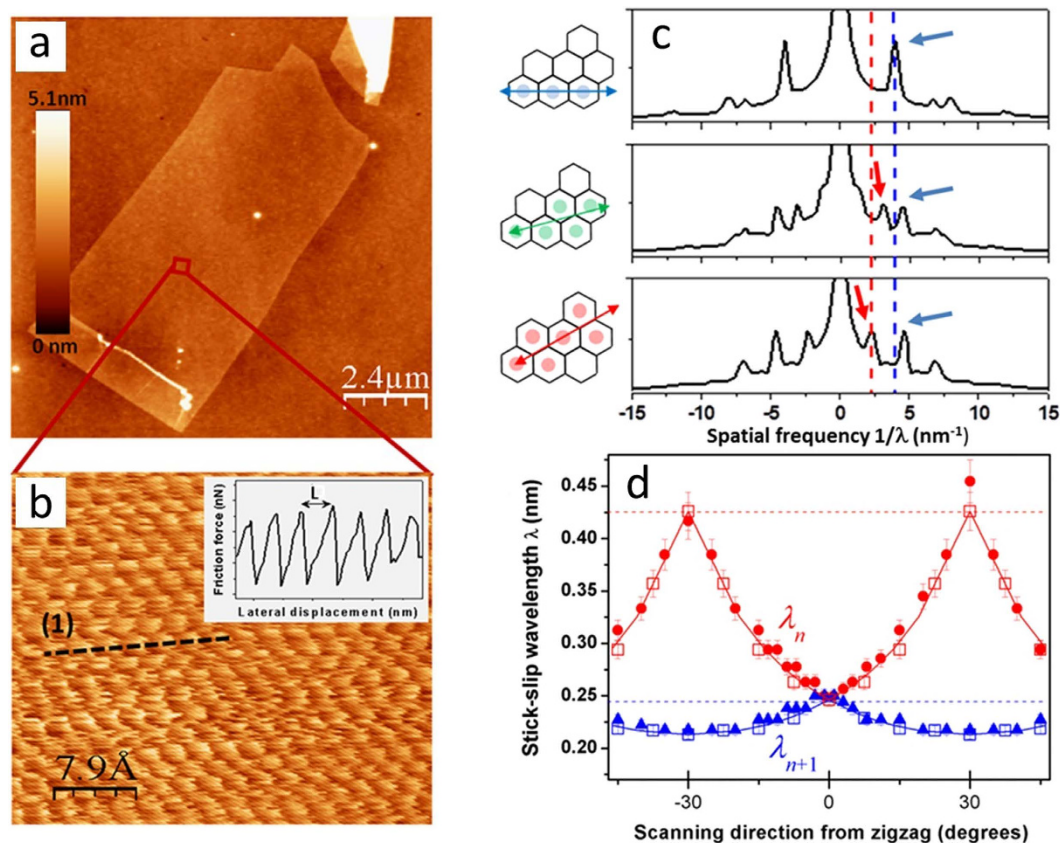 a
5.1nm
0 nm
2.4μm
b
(1)
7.9Å
Friction force (nN)
L
Lateral displacement (nm)
c
-15 -10 -5 0 5 10 15
Spatial frequency 1/λ (nm⁻¹)
d
Stick-slip wavelength λ (nm)
0.45
0.40
0.35
0.30
0.25
0.20
λn
λn+1
-30 0 30
Scanning direction from zigzag (degrees)